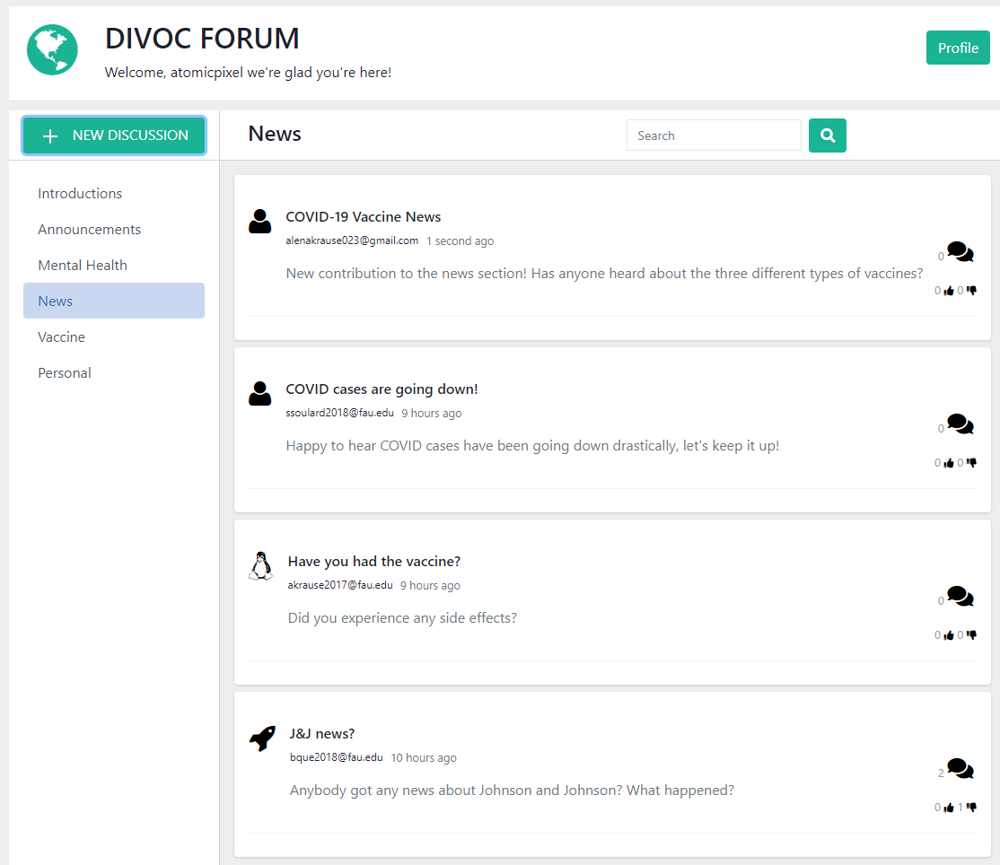 DIVOC FORUM
Welcome, atomicpixel we're glad you're here!
Profile
NEW DISCUSSION
News
Search
Introductions
Announcements
Mental Health
News
Vaccine
Personal
COVID-19 Vaccine News
alenakrause023@gmail.com 1 second ago
0
New contribution to the news section! Has anyone heard about the three different types of vaccines?
0 0
COVID cases are going down!
ssoulard2018@fau.edu 9 hours ago
0
Happy to hear COVID cases have been going down drastically, let's keep it up!
0 0
Have you had the vaccine?
akrause2017@fau.edu 9 hours ago
0
Did you experience any side effects?
0 0
J&J news?
bque2018@fau.edu 10 hours ago
2
Anybody got any news about Johnson and Johnson? What happened?
0 1